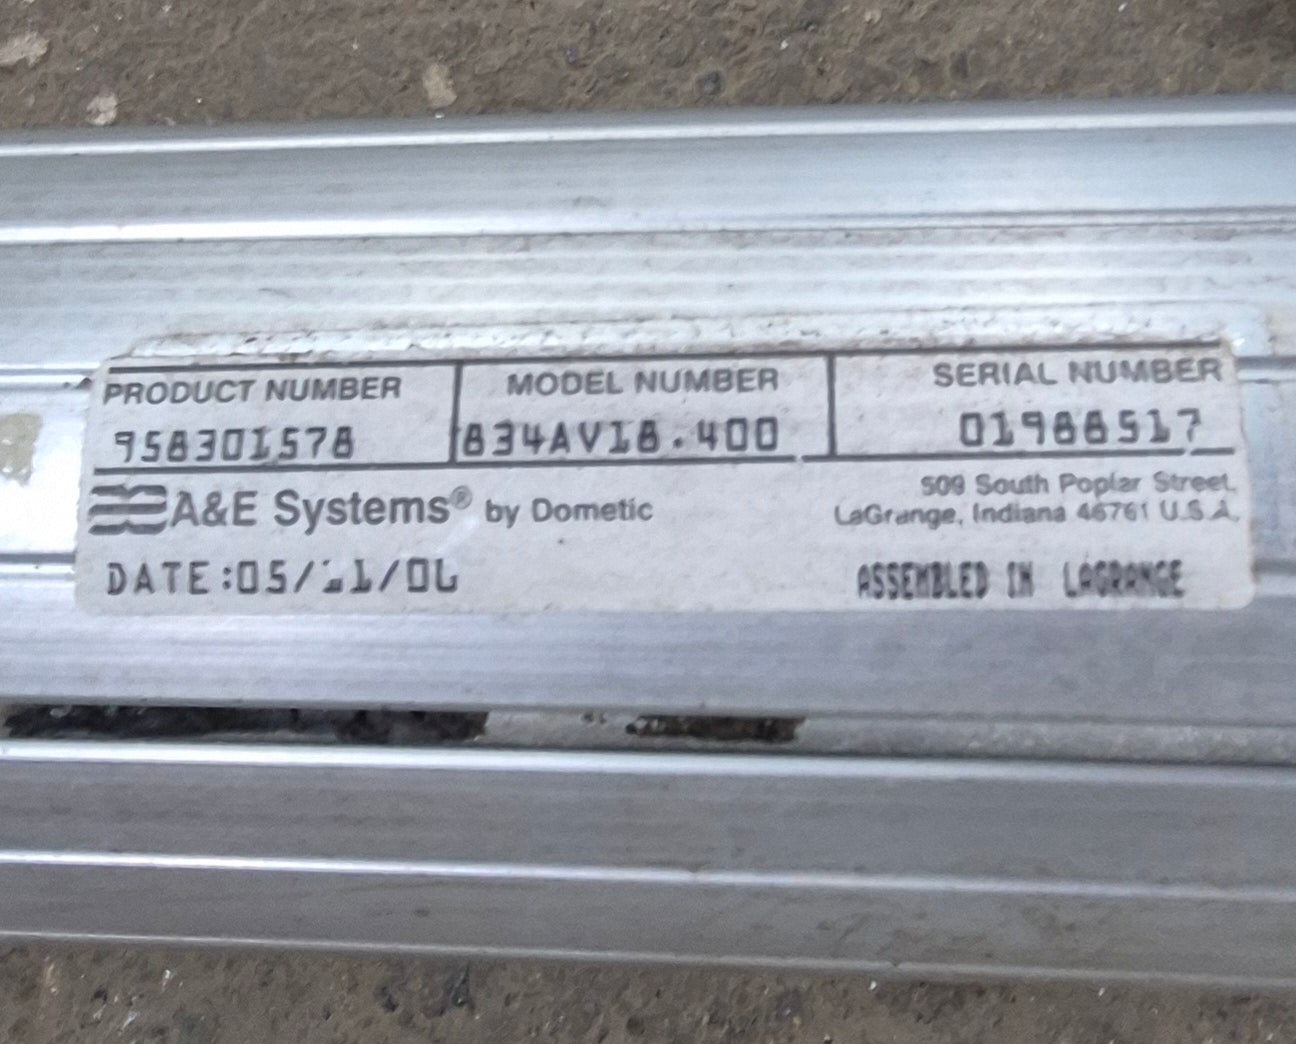 PRODUCT NUMBER MODEL NUMBER SERIAL NUMBER
958301578 834AV18.400 01988517
A&E Systems® by Dometic
509 South Poplar Street
LaGrange, Indiana 46761 U.S.A.
ASSEMBLED IN LAGRANGE